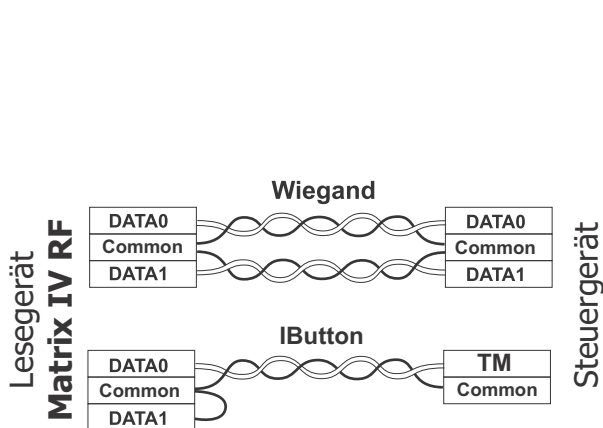 Wiegand
Lesegerät
Matrix IV RF
DATA0
Common
DATA1
DATA0
Common
DATA1
Steuergerät
IButton
DATA0
Common
DATA1
TM
Common